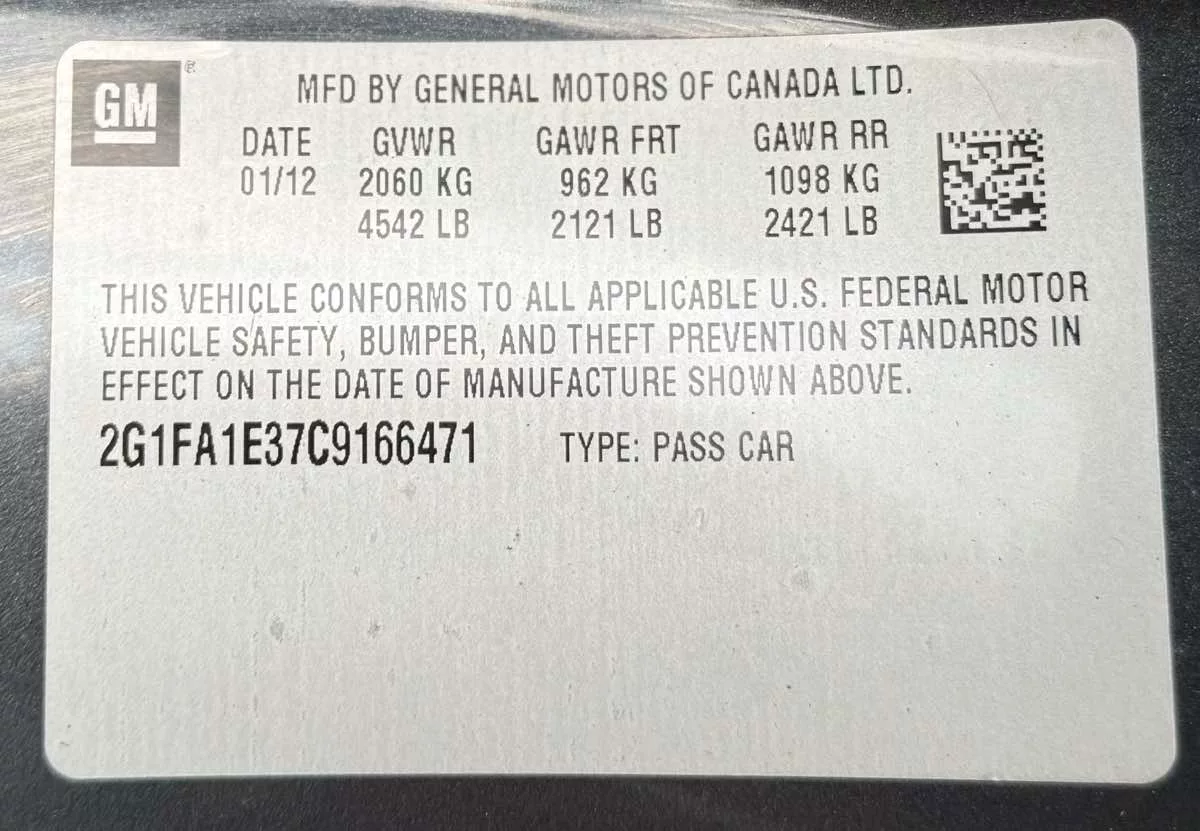 GM
MFD BY GENERAL MOTORS OF CANADA LTD.
DATE GVWR GAWR FRT GAWR RR
01/12 2060 KG 962 KG 1098 KG
4542 LB 2121 LB 2421 LB
THIS VEHICLE CONFORMS TO ALL APPLICABLE U.S. FEDERAL MOTOR
VEHICLE SAFETY, BUMPER, AND THEFT PREVENTION STANDARDS IN
EFFECT ON THE DATE OF MANUFACTURE SHOWN ABOVE.
2G1FA1E37C9166471 TYPE: PASS CAR